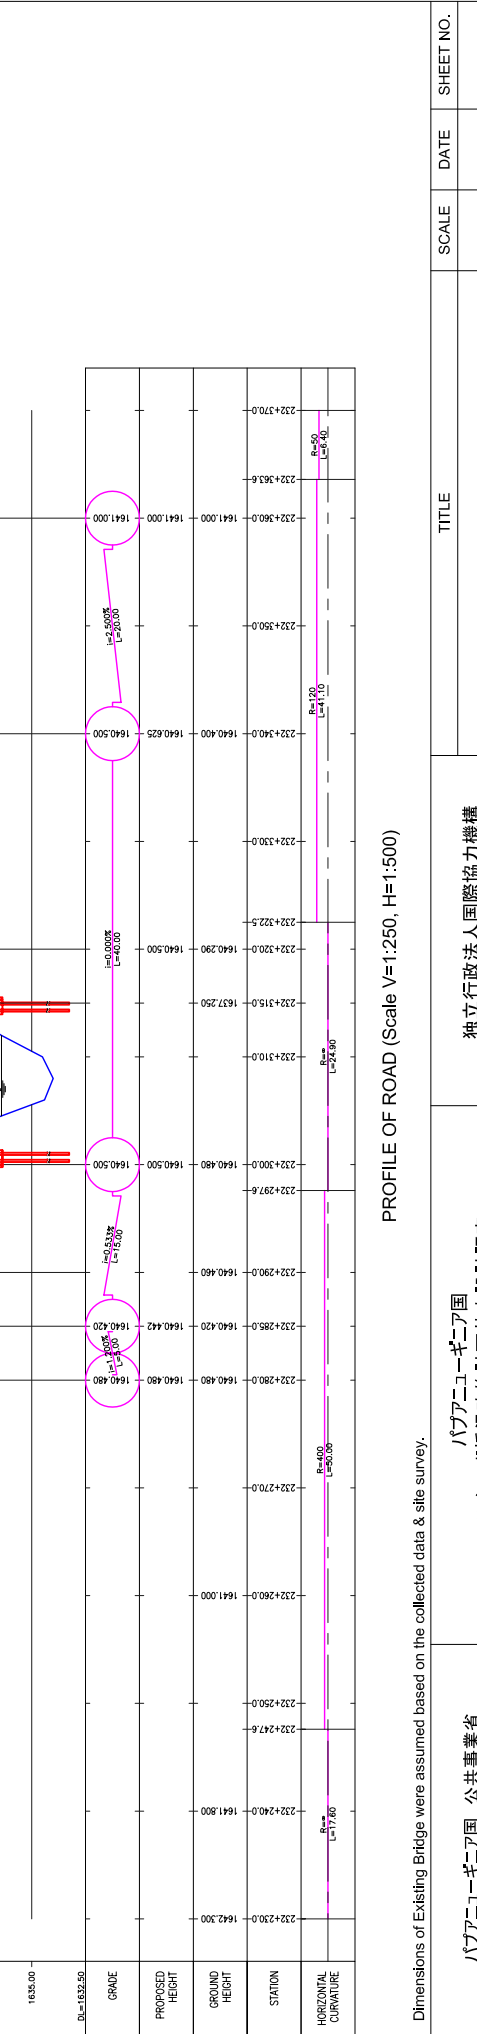 1635.00
DL=1632.50
GRADE
1640.480
i=1.200%
L=5.00
1640.420
i=0.533%
L=15.00
1640.500
i=0.000%
L=40.00
1640.500
i=2.500%
L=20.00
1641.000
PROPOSED
HEIGHT
1640.480
1640.442
1640.500
1640.500
1640.625
1641.000
GROUND
HEIGHT
1642.300
1641.800
1641.000
1640.480
1640.420
1640.460
1640.480
1637.250
1640.290
1640.400
1641.000
STATION
232+230.0
232+240.0
232+247.6
232+250.0
232+260.0
232+270.0
232+280.0
232+285.0
232+290.0
232+297.6
232+300.0
232+310.0
232+315.0
232+320.0
232+322.5
232+330.0
232+340.0
232+350.0
232+360.0
232+363.6
232+370.0
HORIZONTAL
CURVATURE
R=∞
L=17.60
R=400
L=50.00
R=∞
L=24.90
R=120
L=41.10
R=50
L=6.40
PROFILE OF ROAD (Scale V=1:250, H=1:500)
Dimensions of Existing Bridge were assumed based on the collected data & site survey.
パプアニューギニア国 公共事業省
パプアニューギニア国
独立行政法人国際協力機構
TITLE
SCALE
DATE
SHEET NO.